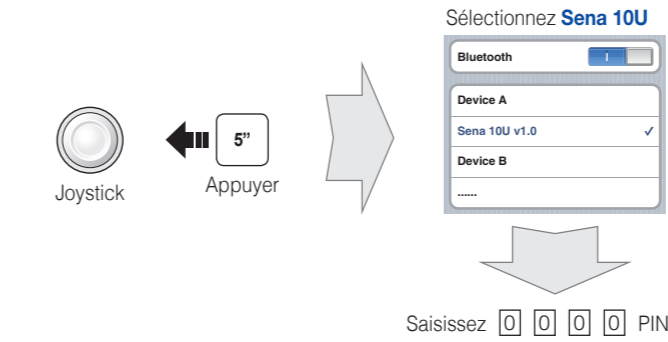 Sélectionnez Sena 10U
Bluetooth
Device A
Sena 10U v1.0 ✓
Device B
......
5”
Joystick
Appuyer
Saisissez 0 0 0 0 PIN